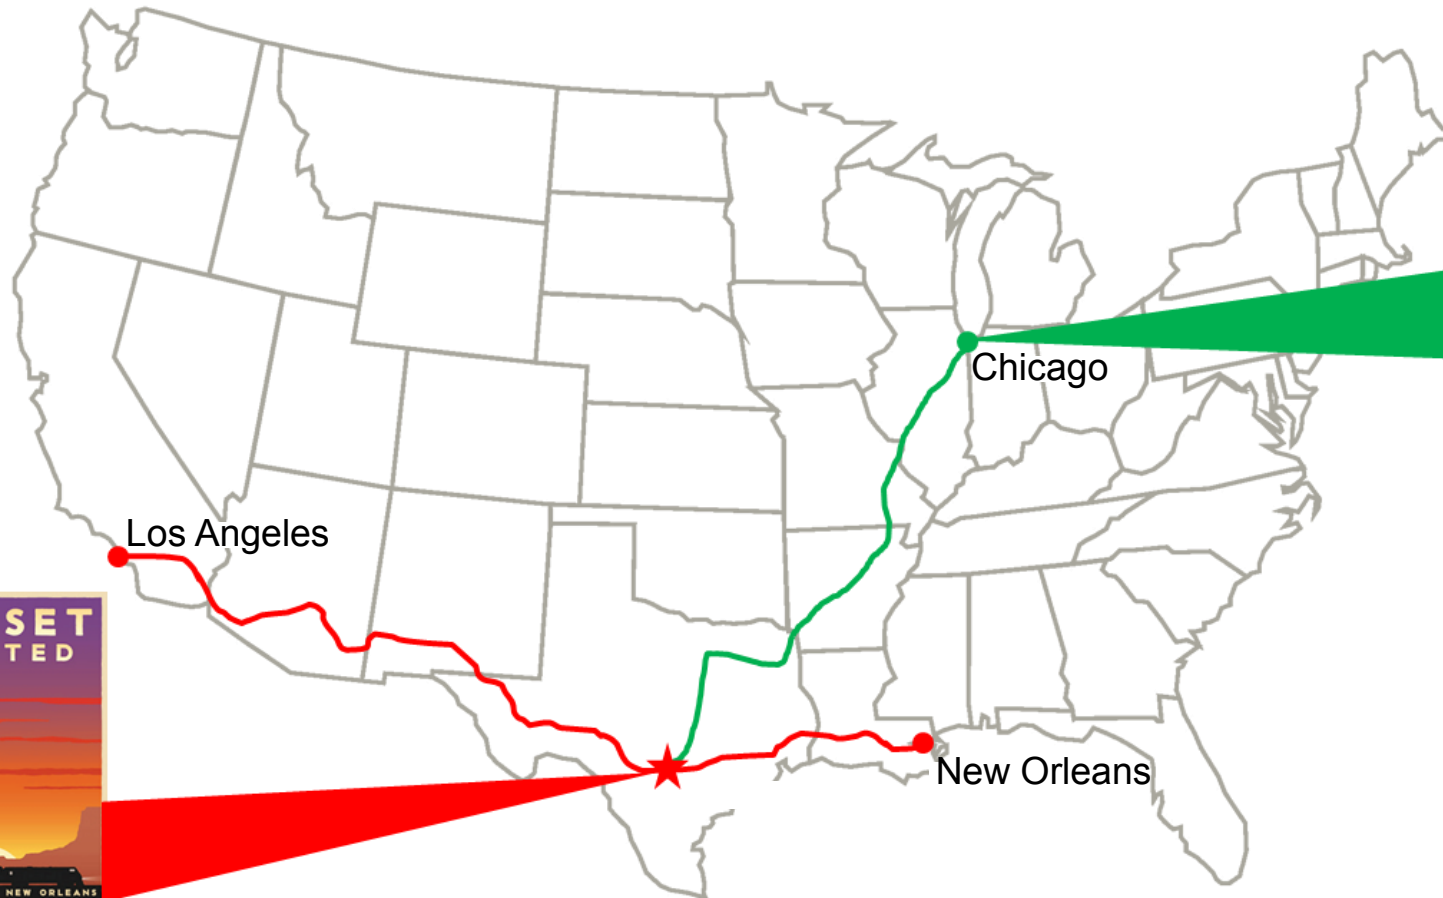 Chicago
Los Angeles
SET
TED
New Orleans
NEW ORLEANS